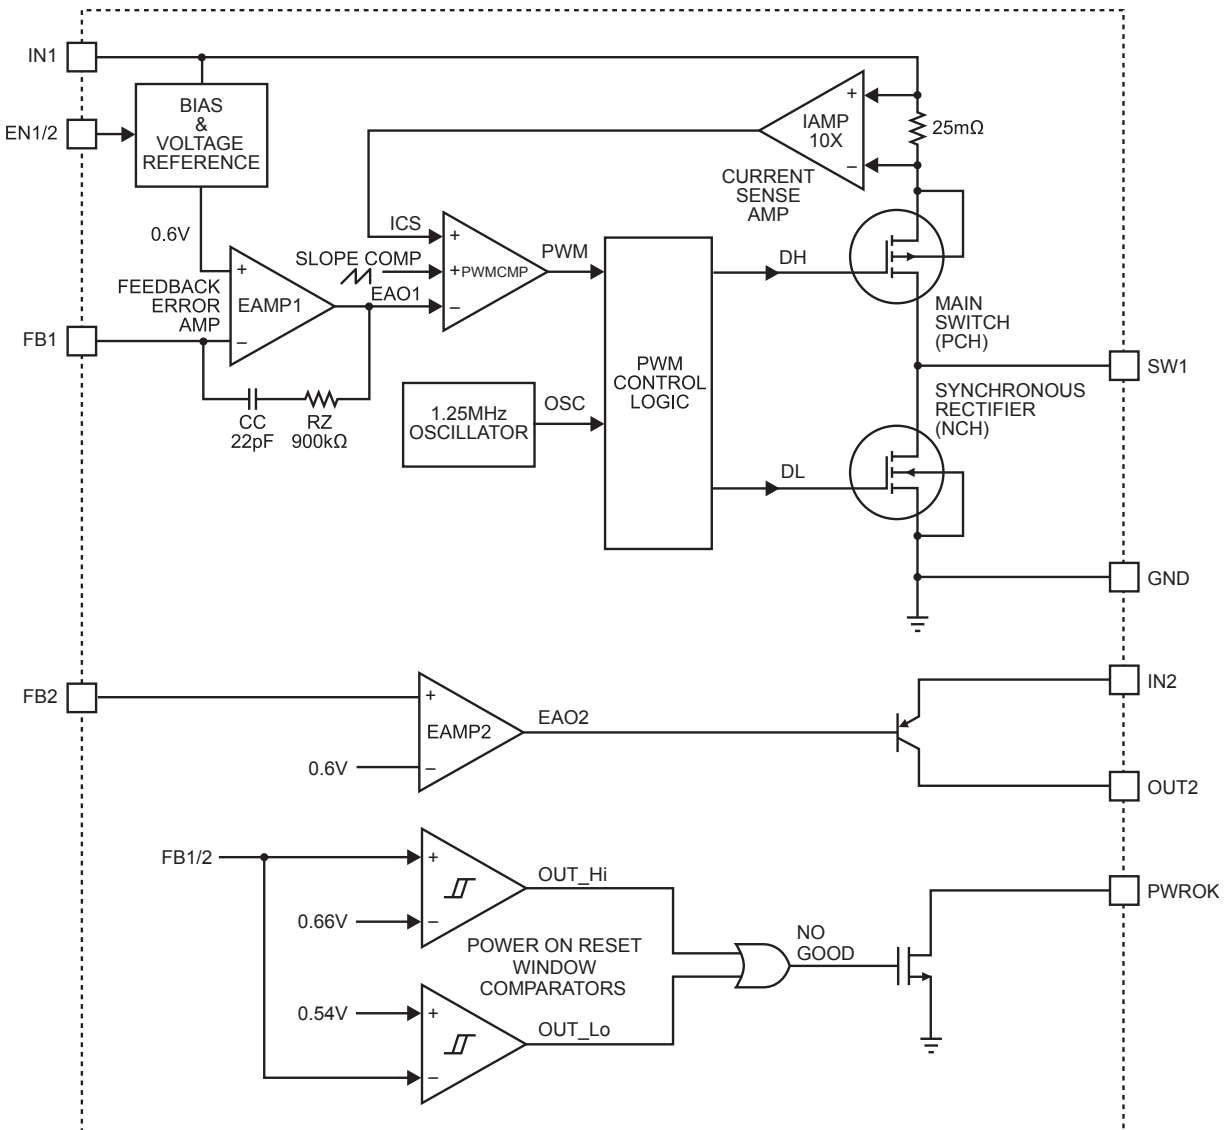 IN1
BIAS
&
VOLTAGE
REFERENCE
EN1/2
+
IAMP
10X
–
25mΩ
CURRENT
SENSE
AMP
0.6V
ICS
+
SLOPE COMP
+PWMCMP
EAO1
–
PWM
DH
FEEDBACK
ERROR
AMP
+
EAMP1
–
FB1
MAIN
SWITCH
(PCH)
SW1
PWM
CONTROL
LOGIC
SYNCHRONOUS
RECTIFIER
(NCH)
CC
22pF
RZ
900kΩ
1.25MHz
OSCILLATOR
OSC
DL
GND
FB2
+
EAMP2
–
0.6V
EAO2
IN2
OUT2
FB1/2
+
0.66V
–
OUT_Hi
POWER ON RESET
WINDOW
COMPARATORS
NO
GOOD
PWROK
0.54V
+
–
OUT_Lo